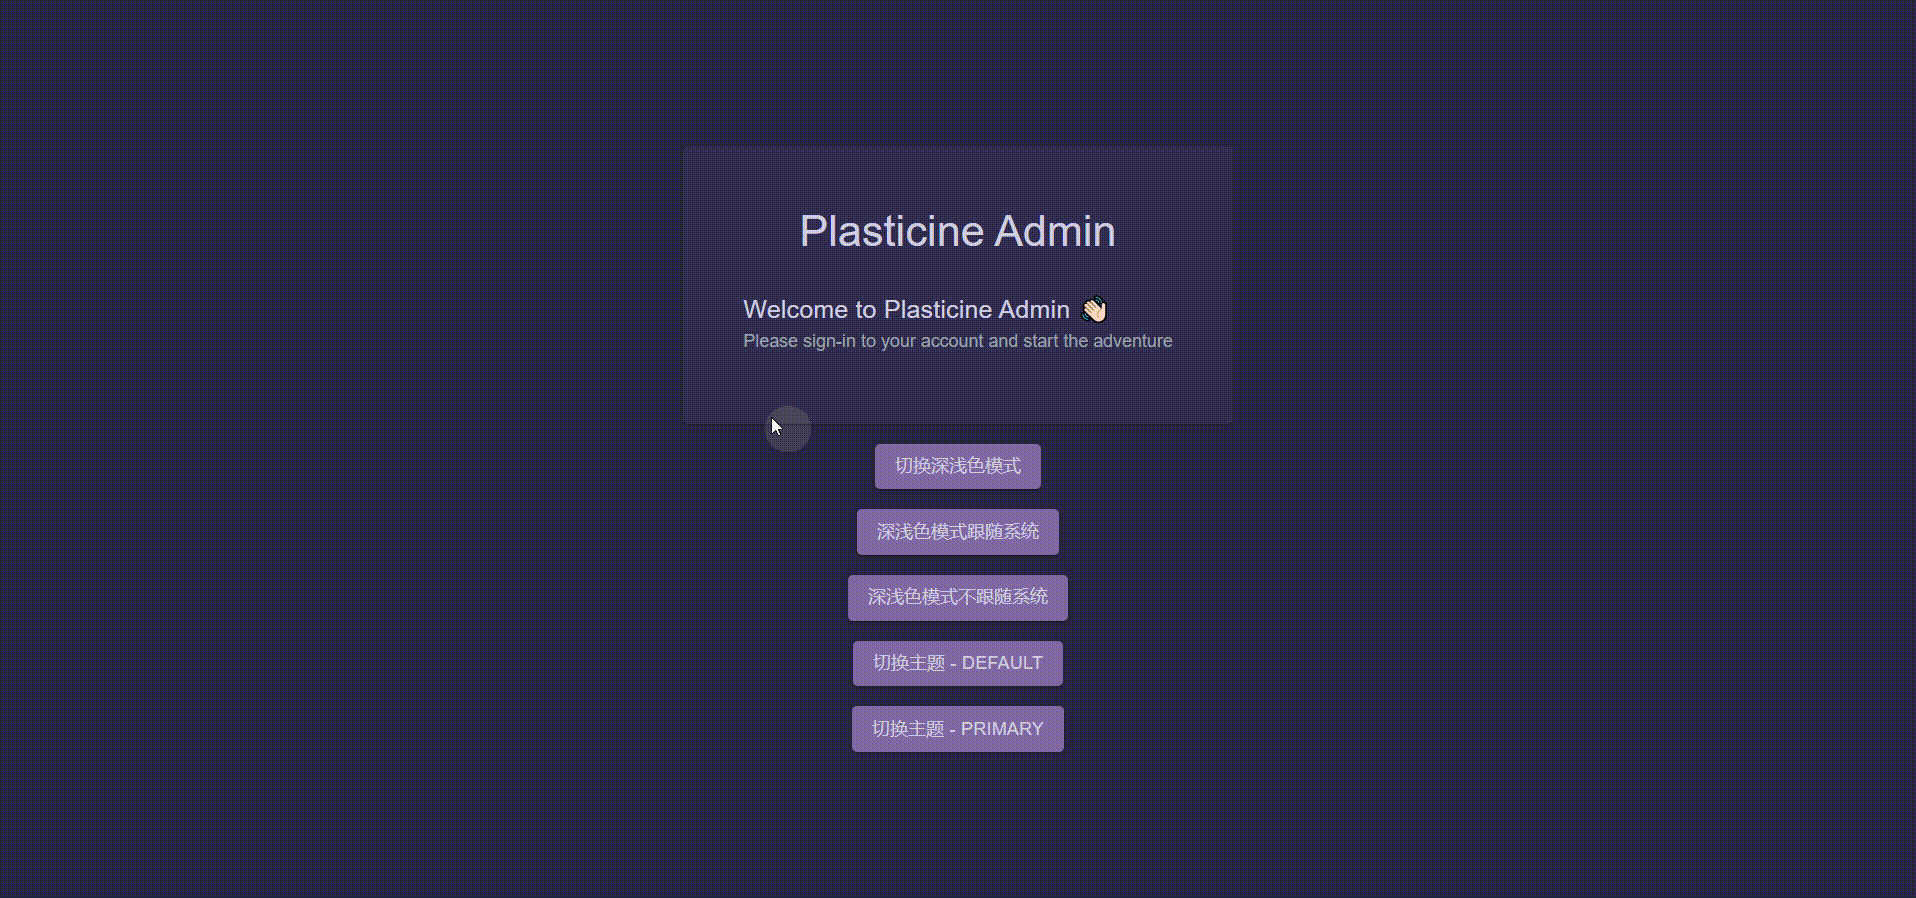 Plasticine Admin
Welcome to Plasticine Admin 👋🏻
Please sign-in to your account and start the adventure
切换深浅色模式
深浅色模式跟随系统
深浅色模式不跟随系统
切换主题 - DEFAULT
切换主题 - PRIMARY